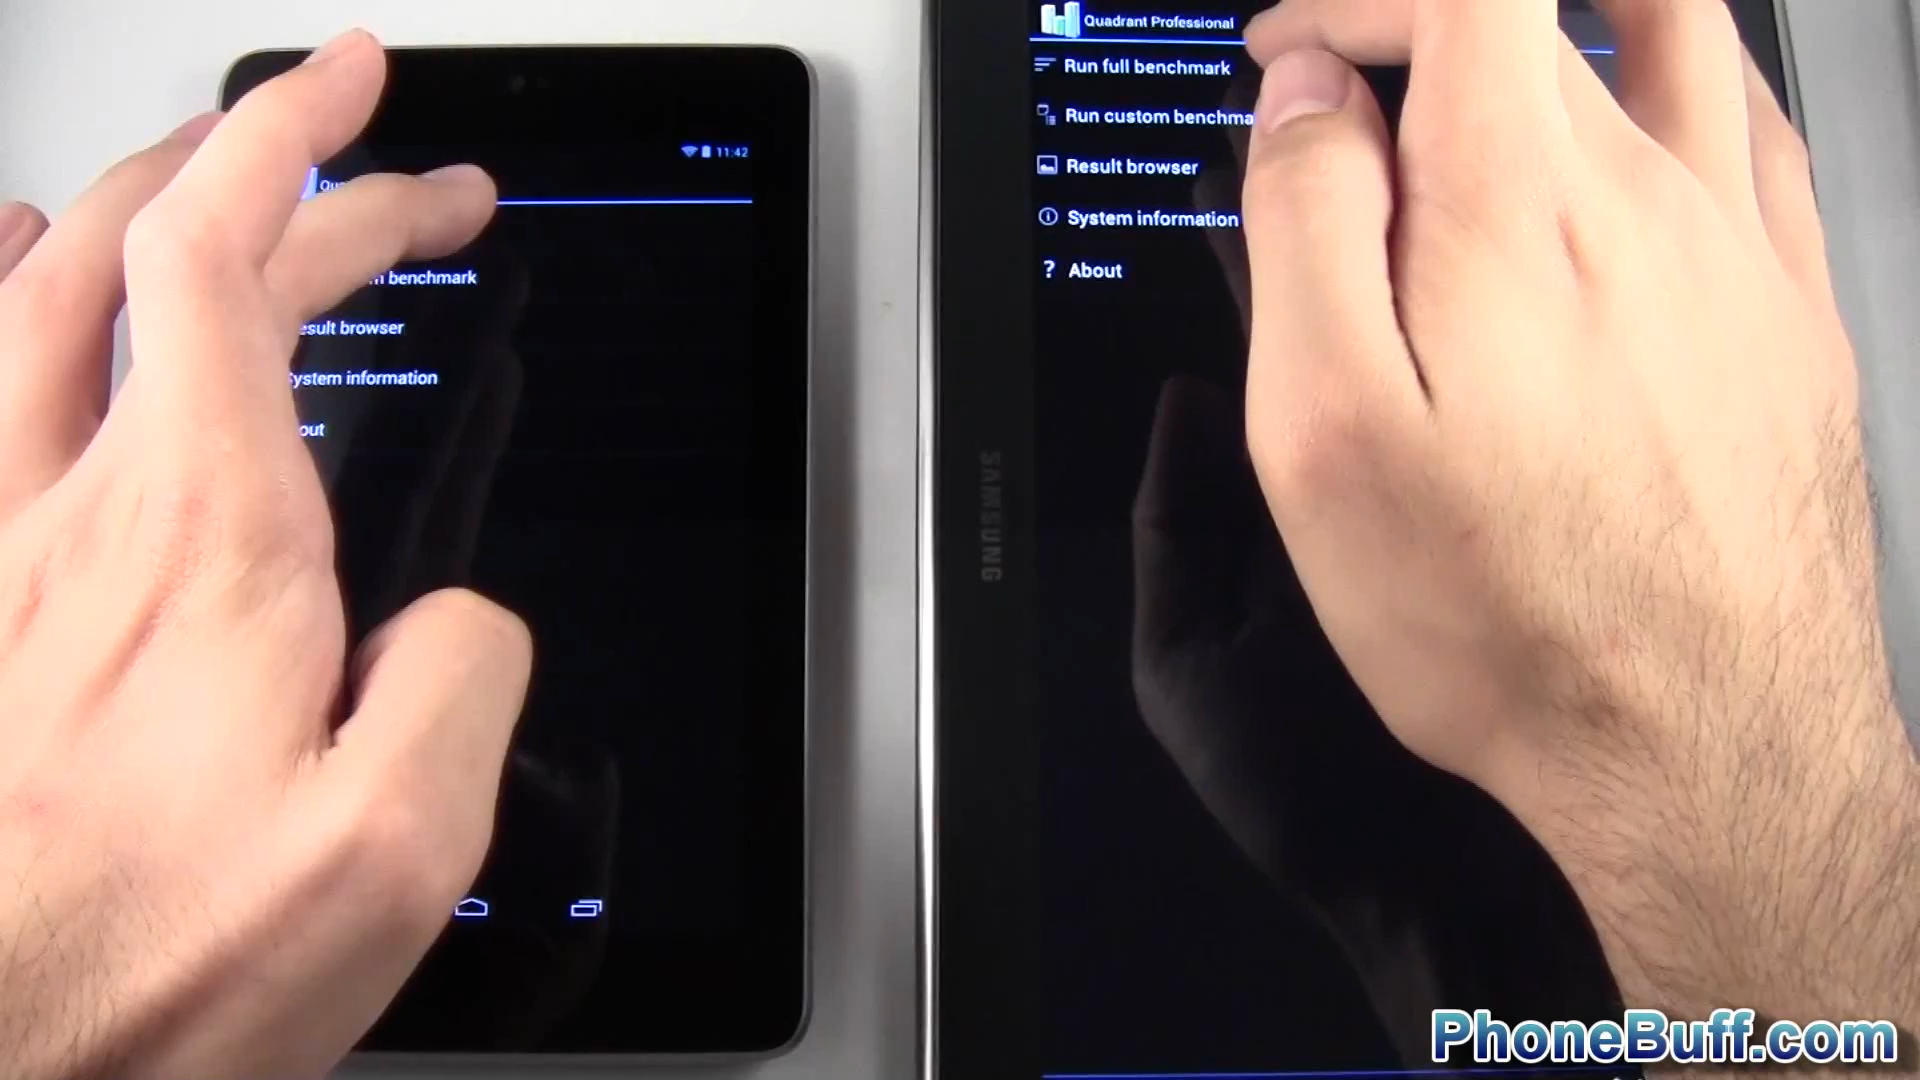 11:42
Qua
m benchmark
esult browser
ystem information
out
Quadrant Professional
Run full benchmark
Run custom benchma
Result browser
System information
? About
SAMSUNG
PhoneBuff.com